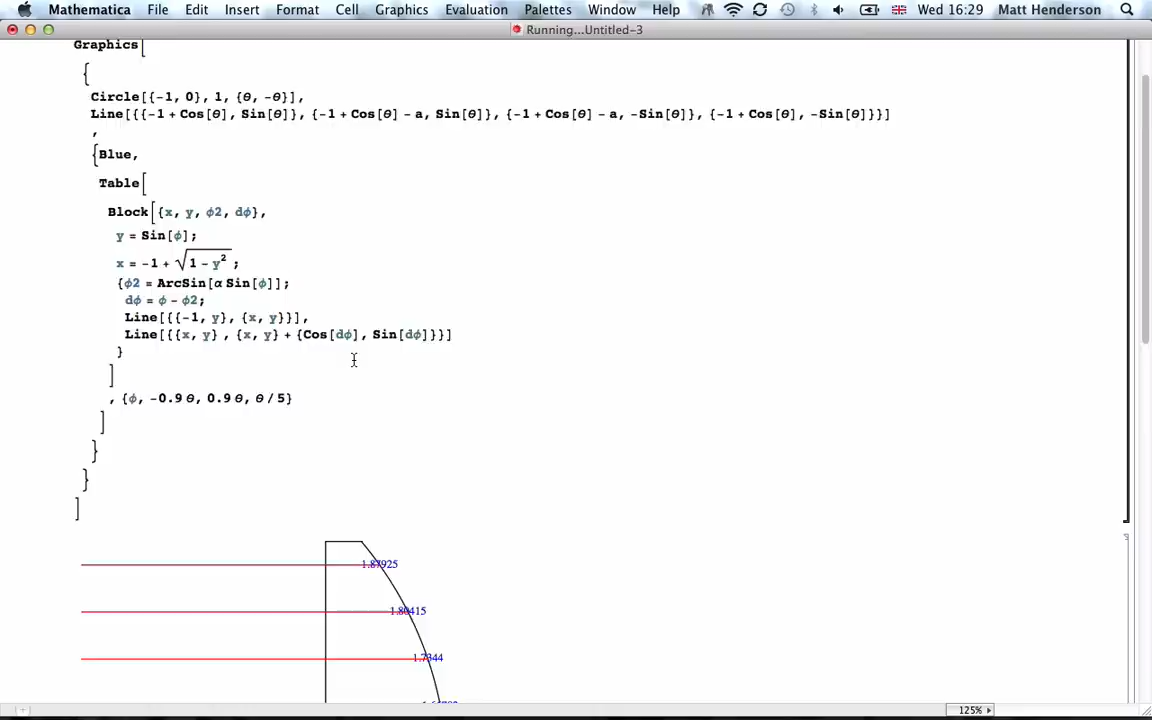 Mathematica File Edit Insert Format Cell Graphics Evaluation Palettes Window Help Wed 16:29 Matt Henderson
Running...Untitled-3
Graphics[
{
Circle[{-1, 0}, 1, {θ, -θ}],
Line[{{-1 + Cos[θ], Sin[θ]}, {-1 + Cos[θ] - a, Sin[θ]}, {-1 + Cos[θ] - a, -Sin[θ]}, {-1 + Cos[θ], -Sin[θ]}}]
,
{Blue,
Table[
Block[{x, y, ϕ2, dϕ},
y = Sin[ϕ];
x = -1 + √1 - y²;
{ϕ2 = ArcSin[α Sin[ϕ]];
dϕ = ϕ - ϕ2;
Line[{{-1, y}, {x, y}}],
Line[{{x, y}, {x, y} + {Cos[dϕ], Sin[dϕ]}}]
}
]
, {ϕ, -0.9 θ, 0.9 θ, θ / 5}
]
}
}
]
1.87925
1.80415
1.7344
125%